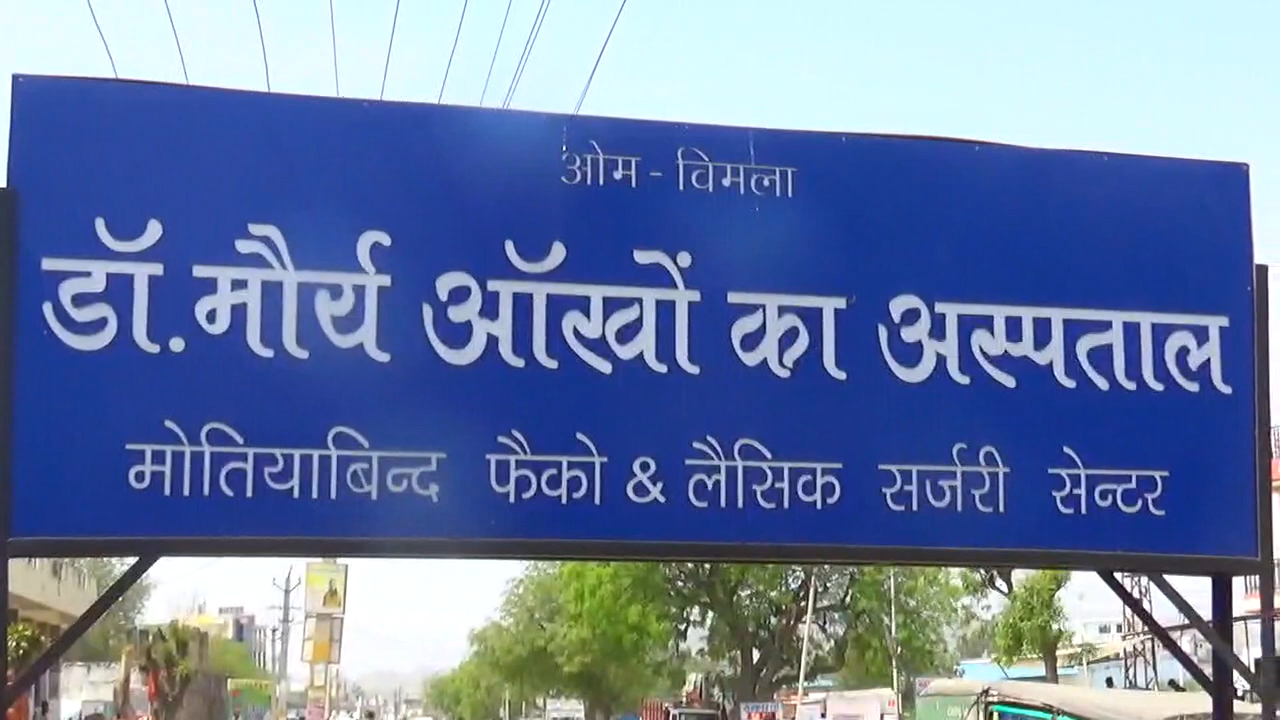 ओम - विमला
डॉ. मौर्य ऑखों का अस्पताल
मोतियाबिन्द फैको & लैसिक सर्जरी सेन्टर